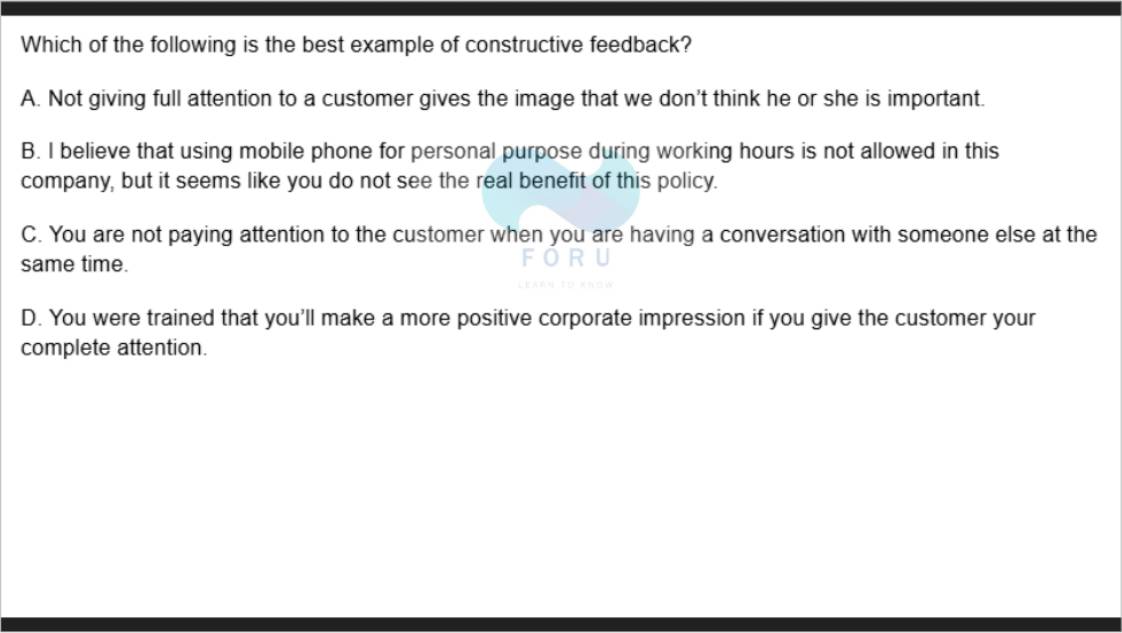 Which of the following is the best example of constructive feedback?
A. Not giving full attention to a customer gives the image that we don’t think he or she is important.
B. I believe that using mobile phone for personal purpose during working hours is not allowed in this
company, but it seems like you do not see the real benefit of this policy.
C. You are not paying attention to the customer when you are having a conversation with someone else at the
same time.
FORU
LEARN TO KNOW
D. You were trained that you’ll make a more positive corporate impression if you give the customer your
complete attention.